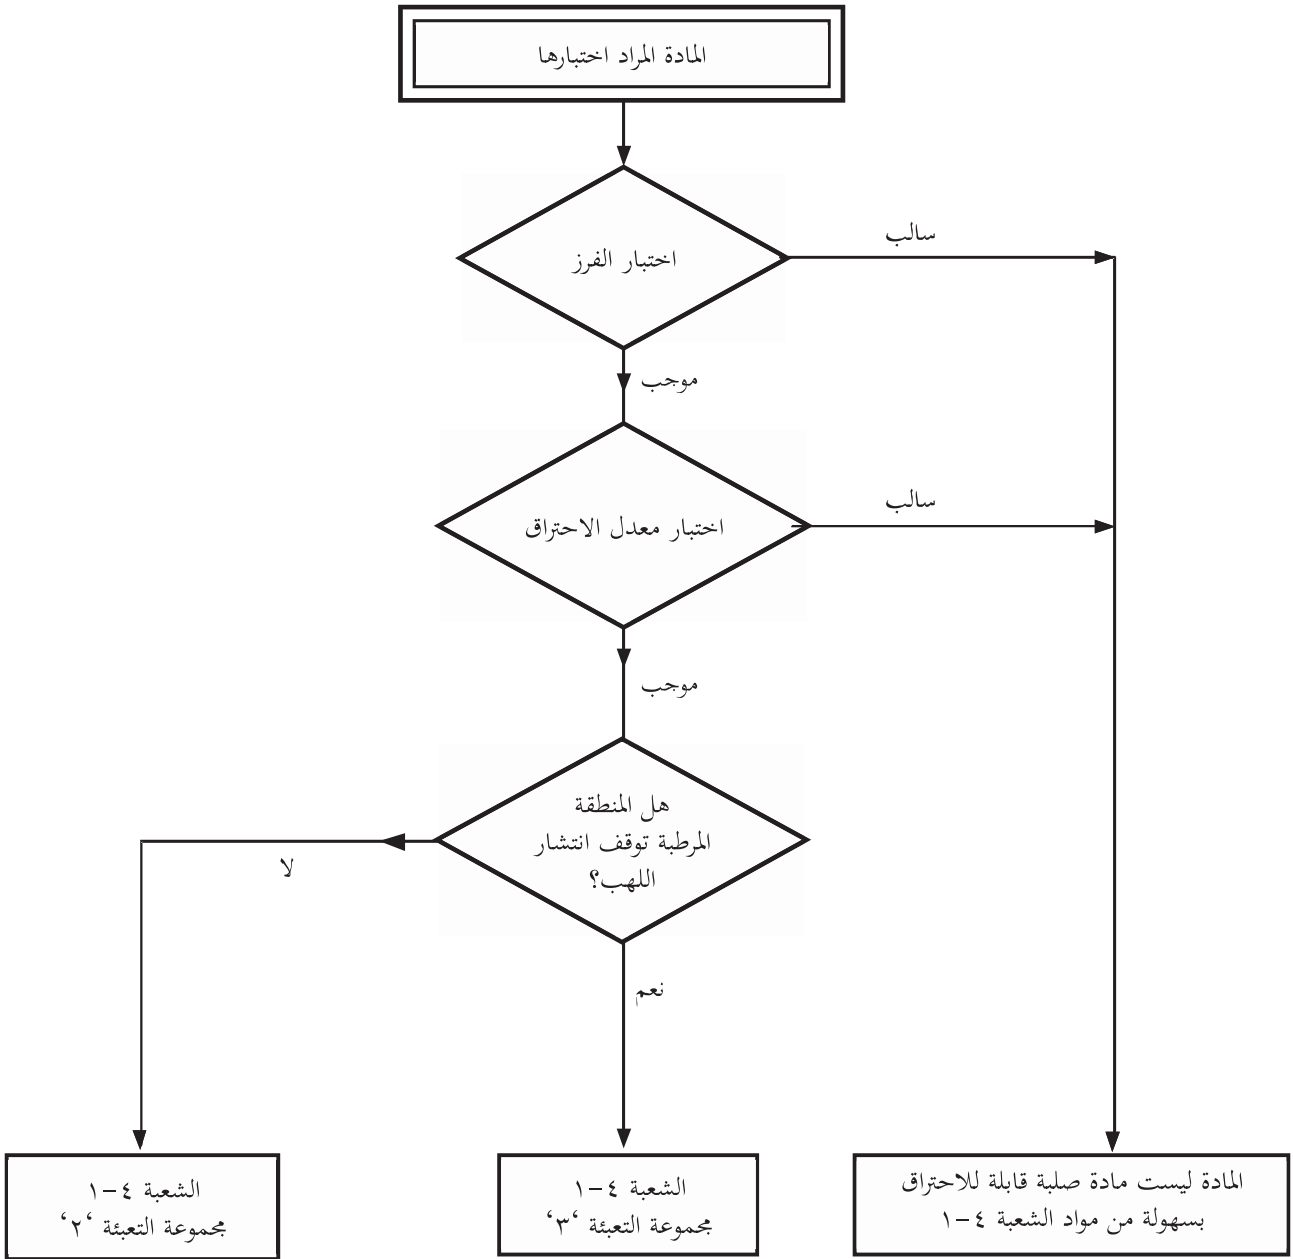 المادة المراد اختبارها
سالب
اختبار الفرز
موجب
سالب
اختبار معدل الاحتراق
موجب
هل المنطقة
المرطبة توقف انتشار
اللهب؟
لا
نعم
المادة ليست مادة صلبة قابلة للاحتراق
بسهولة من مواد الشعبة ٤-١
الشعبة ٤-١
مجموعة التعبئة ‘٣‘
الشعبة ٤-١
مجموعة التعبئة ‘٢‘